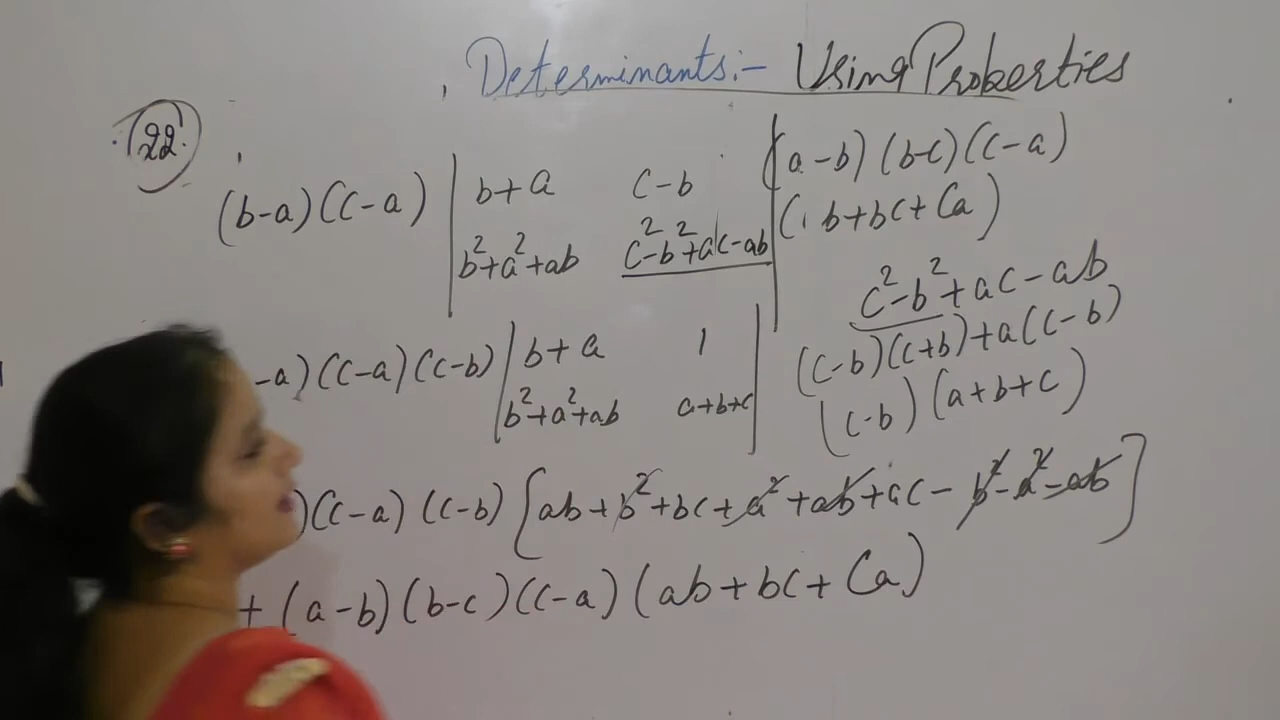 Determinants:- Using Properties
22.
(b-a)(c-a) | b+a c-b |
| b²+a²+ab c²-b²+ac-ab |
(a-b)(b-c)(c-a)
( b+bc+ca)
c²-b²+ac-ab
(c-b)(c+b)+a(c-b)
(c-b)(a+b+c)
-a)(c-a)(c-b) | b+a 1 |
| b²+a²+ab a+b+c |
)(c-a)(c-b)[ab+b²+bc+a²+ab+ac-b²-a²-ab]
+(a-b)(b-c)(c-a)(ab+bc+ca)